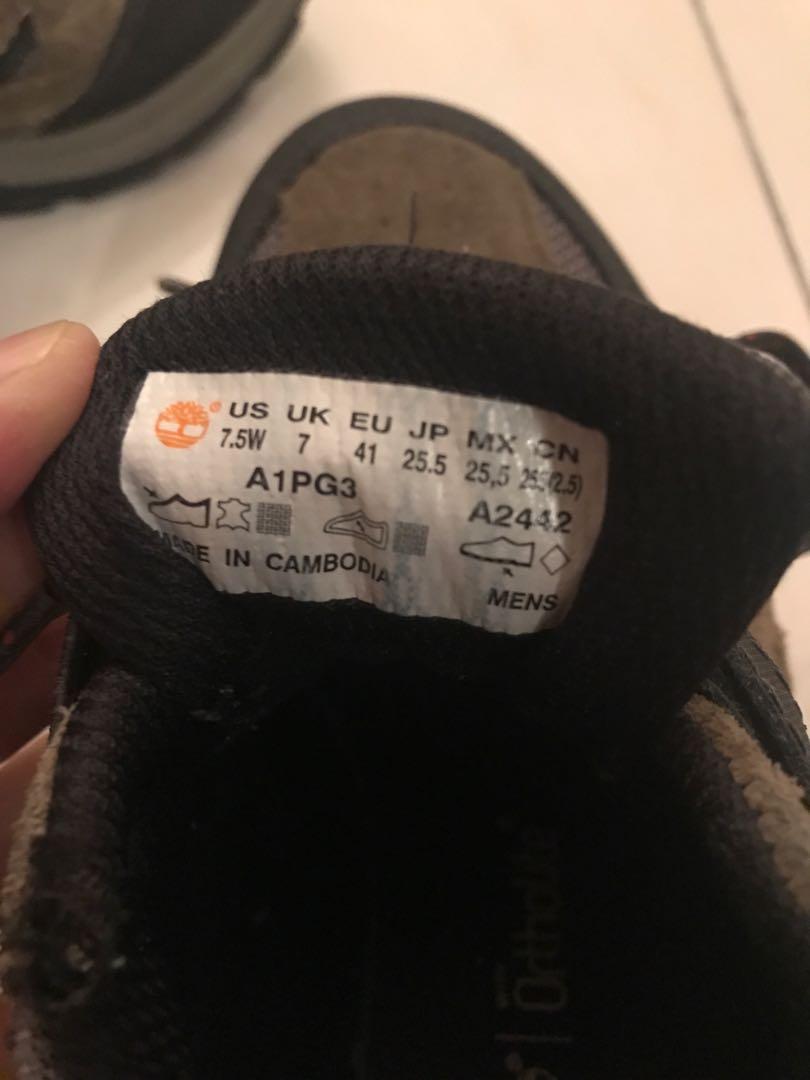 US UK EU JP MX CN
7.5W 7 41 25.5 25,5
A1PG3
A2442
MADE IN CAMBODIA
MENS
Ortholite